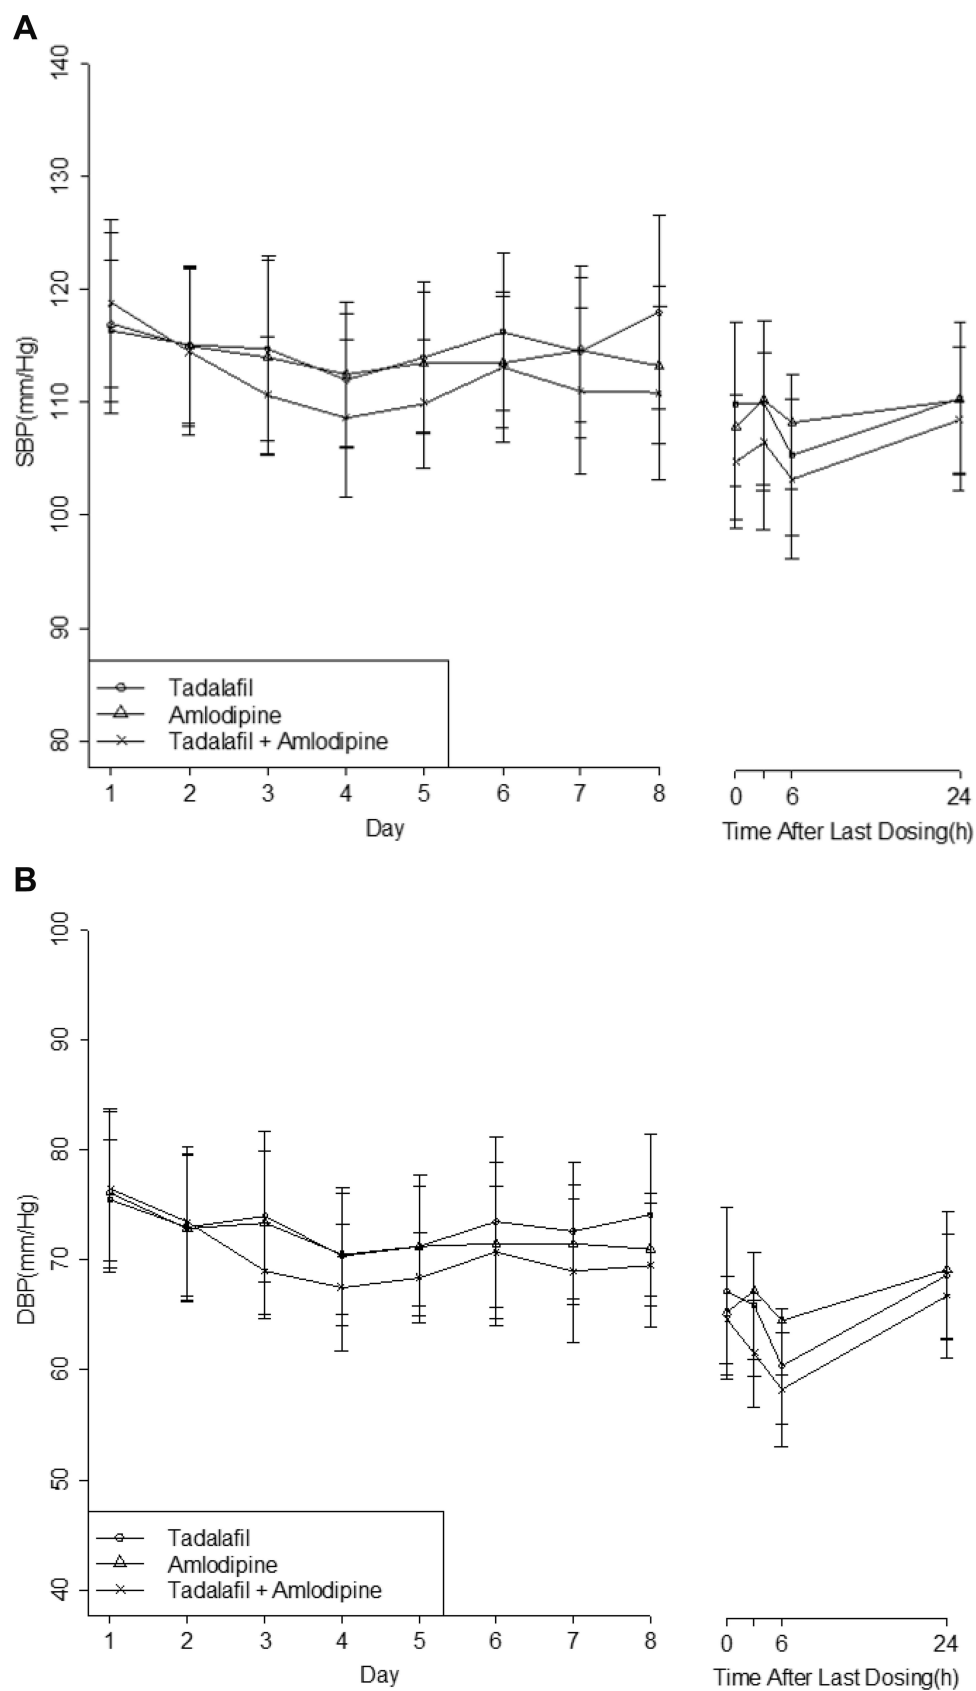 A
140
130
120
110
100
90
80
SBP(mm/Hg)
Tadalafil
Amlodipine
Tadalafil + Amlodipine
1 2 3 4 5 6 7 8
Day
0 6 24
Time After Last Dosing(h)
B
100
90
80
70
60
50
40
DBP(mm/Hg)
Tadalafil
Amlodipine
Tadalafil + Amlodipine
1 2 3 4 5 6 7 8
Day
0 6 24
Time After Last Dosing(h)